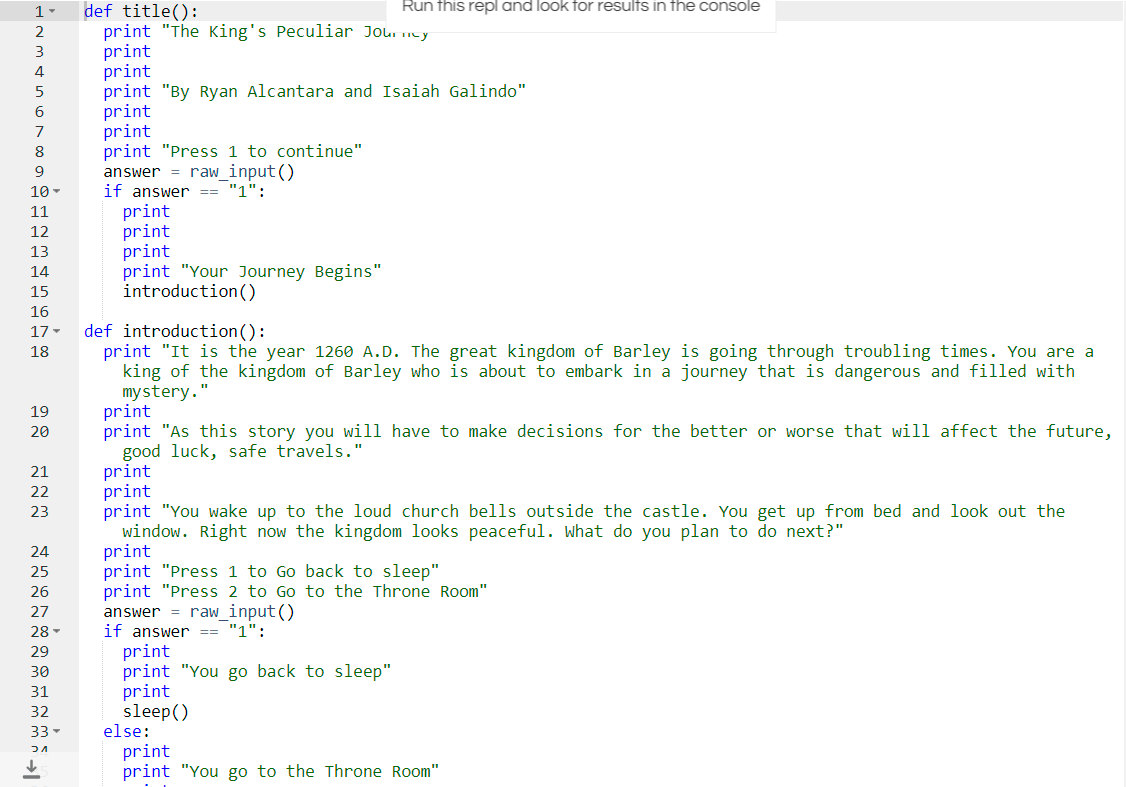 Run this repl and look for results in the console
1 def title():
2 print "The King's Peculiar Journey
3 print
4 print
5 print "By Ryan Alcantara and Isaiah Galindo"
6 print
7 print
8 print "Press 1 to continue"
9 answer = raw_input()
10 if answer == "1":
11 print
12 print
13 print
14 print "Your Journey Begins"
15 introduction()
16
17 def introduction():
18 print "It is the year 1260 A.D. The great kingdom of Barley is going through troubling times. You are a
king of the kingdom of Barley who is about to embark in a journey that is dangerous and filled with
mystery."
19 print
20 print "As this story you will have to make decisions for the better or worse that will affect the future,
good luck, safe travels."
21 print
22 print
23 print "You wake up to the loud church bells outside the castle. You get up from bed and look out the
window. Right now the kingdom looks peaceful. What do you plan to do next?"
24 print
25 print "Press 1 to Go back to sleep"
26 print "Press 2 to Go to the Throne Room"
27 answer = raw_input()
28 if answer == "1":
29 print
30 print "You go back to sleep"
31 print
32 sleep()
33 else:
34 print
print "You go to the Throne Room"